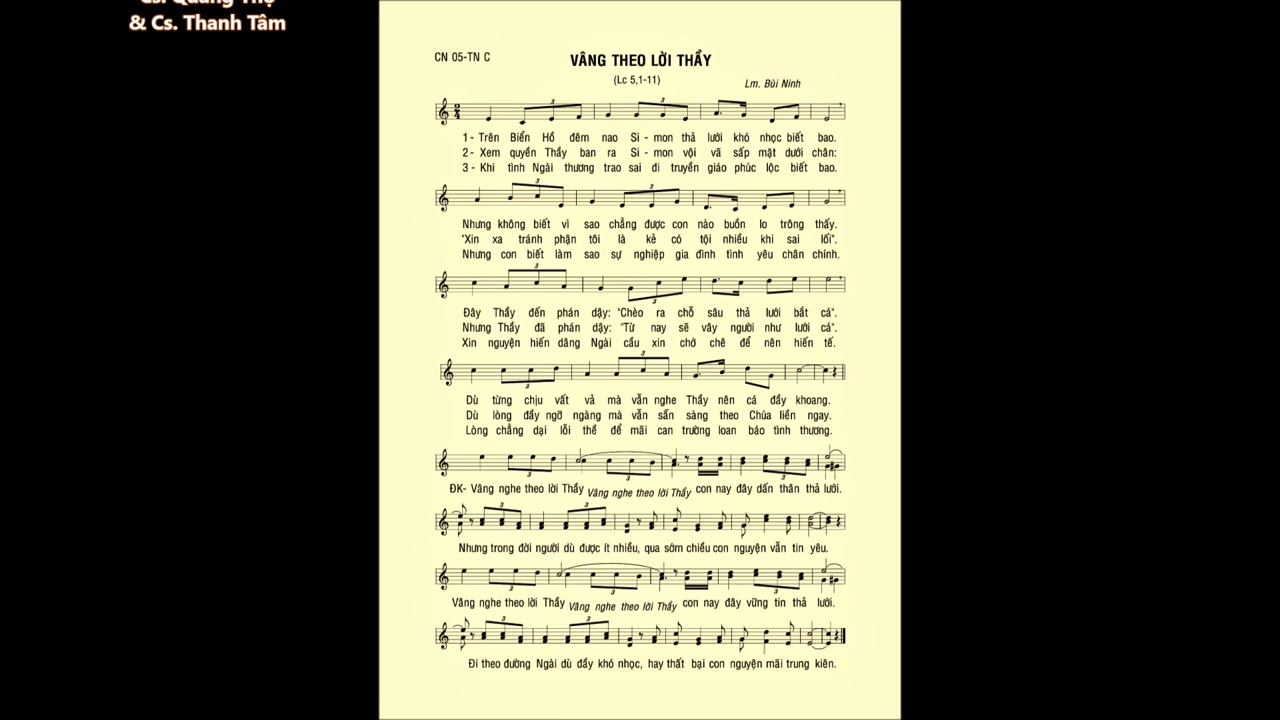 Cs. Quang Thọ
& Cs. Thanh Tâm
CN 05-TN C
VÂNG THEO LỜI THẦY
(Lc 5,1-11)
Lm. Bùi Ninh
1- Trên Biển Hồ đêm nao Si - mon thả lưới khó nhọc biết bao.
2- Xem quyền Thầy ban ra Si - mon vội vã sấp mặt dưới chân:
3- Khi tình Ngài thương trao sai đi truyền giáo phúc lộc biết bao.
Nhưng không biết vì sao chẳng được con nào buồn lo trông thấy.
"Xin xa tránh phận tôi là kẻ có tội nhiều khi sai lối".
Nhưng con biết làm sao sự nghiệp gia đình tình yêu chân chính.
Đây Thầy đến phán dậy: "Chèo ra chỗ sâu thả lưới bắt cá".
Nhưng Thầy đã phán dậy: "Từ nay sẽ vây người như lưới cá".
Xin nguyện hiến dâng Ngài cầu xin chớ chê để nên hiến tế.
Dù từng chịu vất vả mà vẫn nghe Thầy nên cá đầy khoang.
Dù lòng đầy ngỡ ngàng mà vẫn sẵn sàng theo Chúa liền ngay.
Lòng chẳng dại lỗi thề để mãi can trường loan báo tình thương.
ĐK- Vâng nghe theo lời Thầy Vâng nghe theo lời Thầy con nay đây dấn thân thả lưới.
Nhưng trong đời người dù được ít nhiều, qua sớm chiều con nguyện vẫn tin yêu.
Vâng nghe theo lời Thầy Vâng nghe theo lời Thầy con nay đây vững tin thả lưới.
Đi theo đường Ngài dù đầy khó nhọc, hay thất bại con nguyện mãi trung kiên.